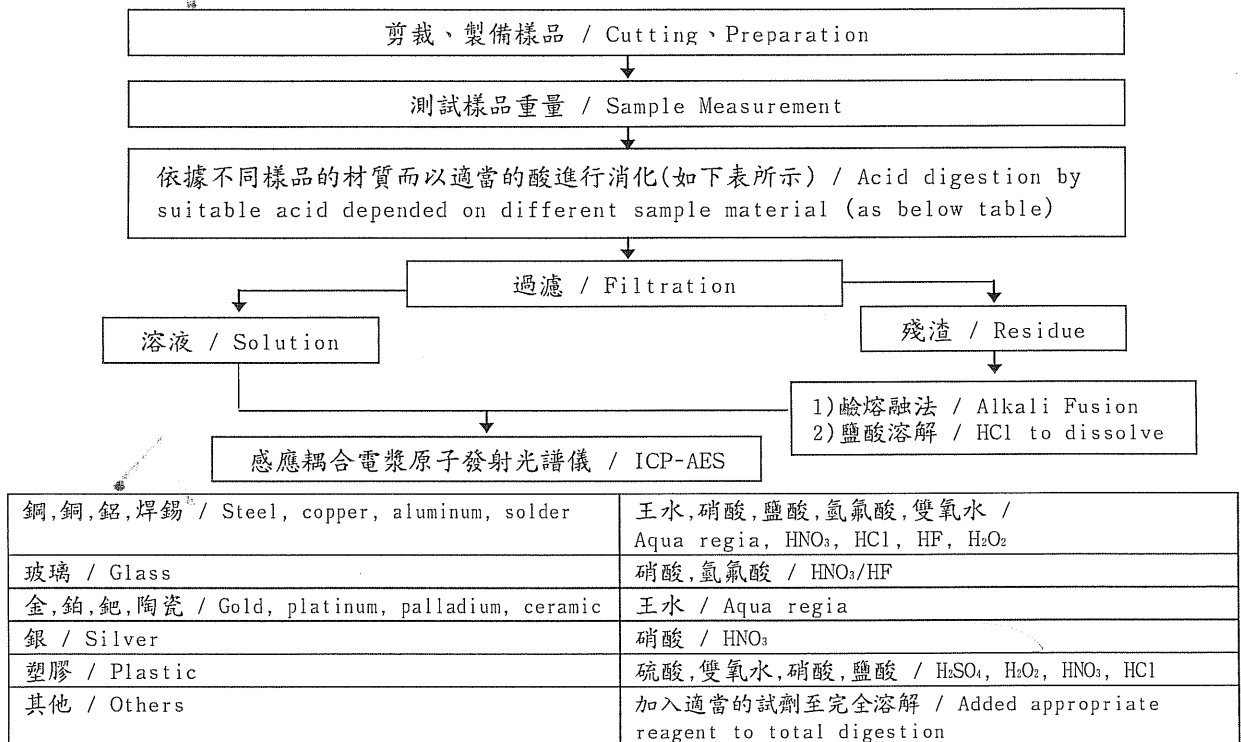 剪裁、製備樣品 / Cutting、Preparation
測試樣品重量 / Sample Measurement
依據不同樣品的材質而以適當的酸進行消化(如下表所示) / Acid digestion by
suitable acid depended on different sample material (as below table)
過濾 / Filtration
溶液 / Solution
殘渣 / Residue
1)鹼熔融法 / Alkali Fusion
2)鹽酸溶解 / HCl to dissolve
感應耦合電漿原子發射光譜儀 / ICP-AES
鋼,銅,鋁,焊錫 / Steel, copper, aluminum, solder
王水,硝酸,鹽酸,氫氟酸,雙氧水 /
Aqua regia, HNO₃, HCl, HF, H₂O₂
玻璃 / Glass
硝酸,氫氟酸 / HNO₃/HF
金,鉑,鈀,陶瓷 / Gold, platinum, palladium, ceramic
王水 / Aqua regia
銀 / Silver
硝酸 / HNO₃
塑膠 / Plastic
硫酸,雙氧水,硝酸,鹽酸 / H₂SO₄, H₂O₂, HNO₃, HCl
其他 / Others
加入適當的試劑至完全溶解 / Added appropriate
reagent to total digestion